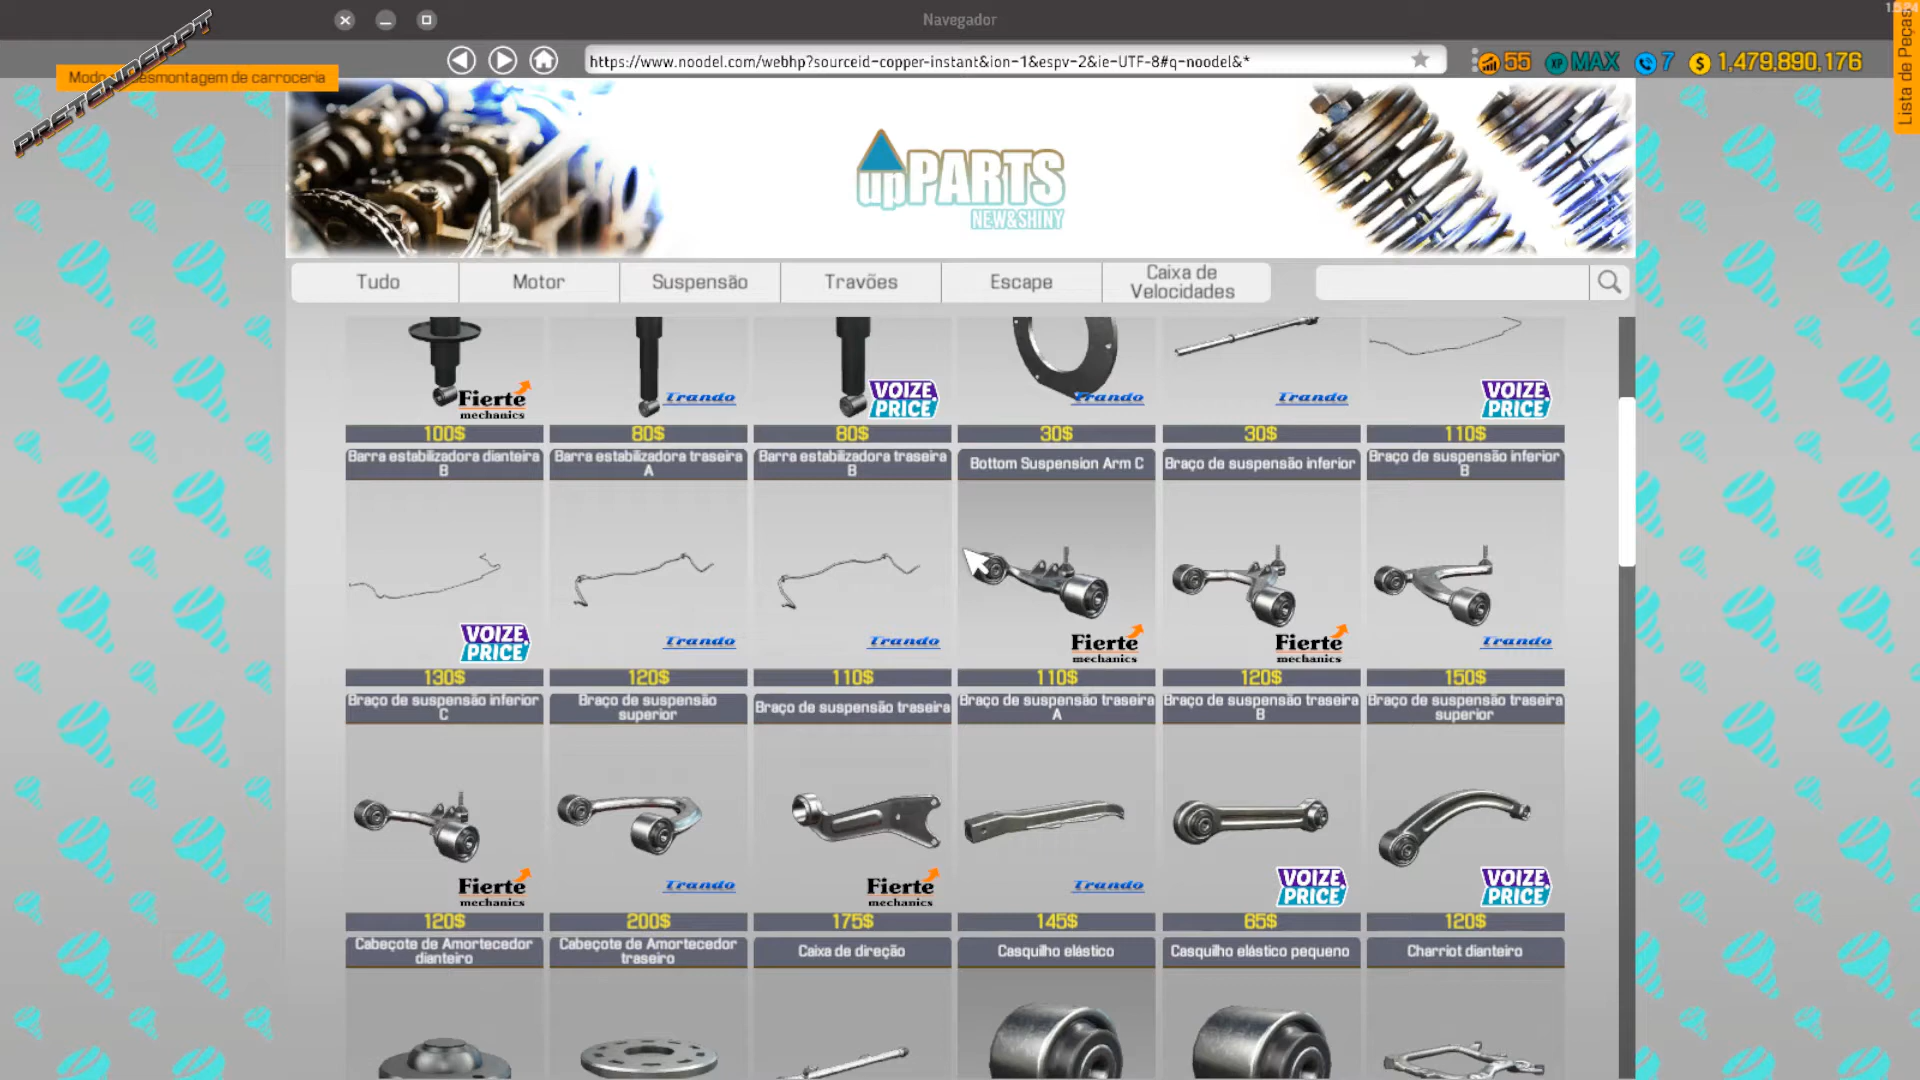 Navegador
PRETENDERPT
Modo esmontagem de carroceria
https://www.noodel.com/webhp?sourceid-copper-instant&ion-1&espv-2&ie-UTF-8#q-noodel&*
55
XP MAX
7
$ 1,479,890,176
Lista de Peças
upPARTS
NEW&SHINY
Tudo
Motor
Suspensão
Travões
Escape
Caixa de
Velocidades
Fierte
mechanics
Trando
VOIZE.
PRICE
Trando
Trando
VOIZE.
PRICE
100$
80$
80$
30$
30$
110$
Barra estabilizadora dianteira
B
Barra estabilizadora traseira
A
Barra estabilizadora traseira
B
Bottom Suspension Arm C
Braço de suspensão inferior
Braço de suspensão inferior
B
VOIZE.
PRICE
Trando
Trando
Fierte
mechanics
Fierte
mechanics
Trando
130$
120$
110$
110$
120$
150$
Braço de suspensão inferior
C
Braço de suspensão
superior
Braço de suspensão traseira
Braço de suspensão traseira
A
Braço de suspensão traseira
B
Braço de suspensão traseira
superior
Fierte
mechanics
Trando
Fierte
mechanics
Trando
VOIZE.
PRICE
VOIZE.
PRICE
120$
200$
175$
145$
65$
120$
Cabeçote de Amortecedor
dianteiro
Cabeçote de Amortecedor
traseiro
Caixa de direção
Casquilho elástico
Casquilho elástico pequeno
Charriot dianteiro